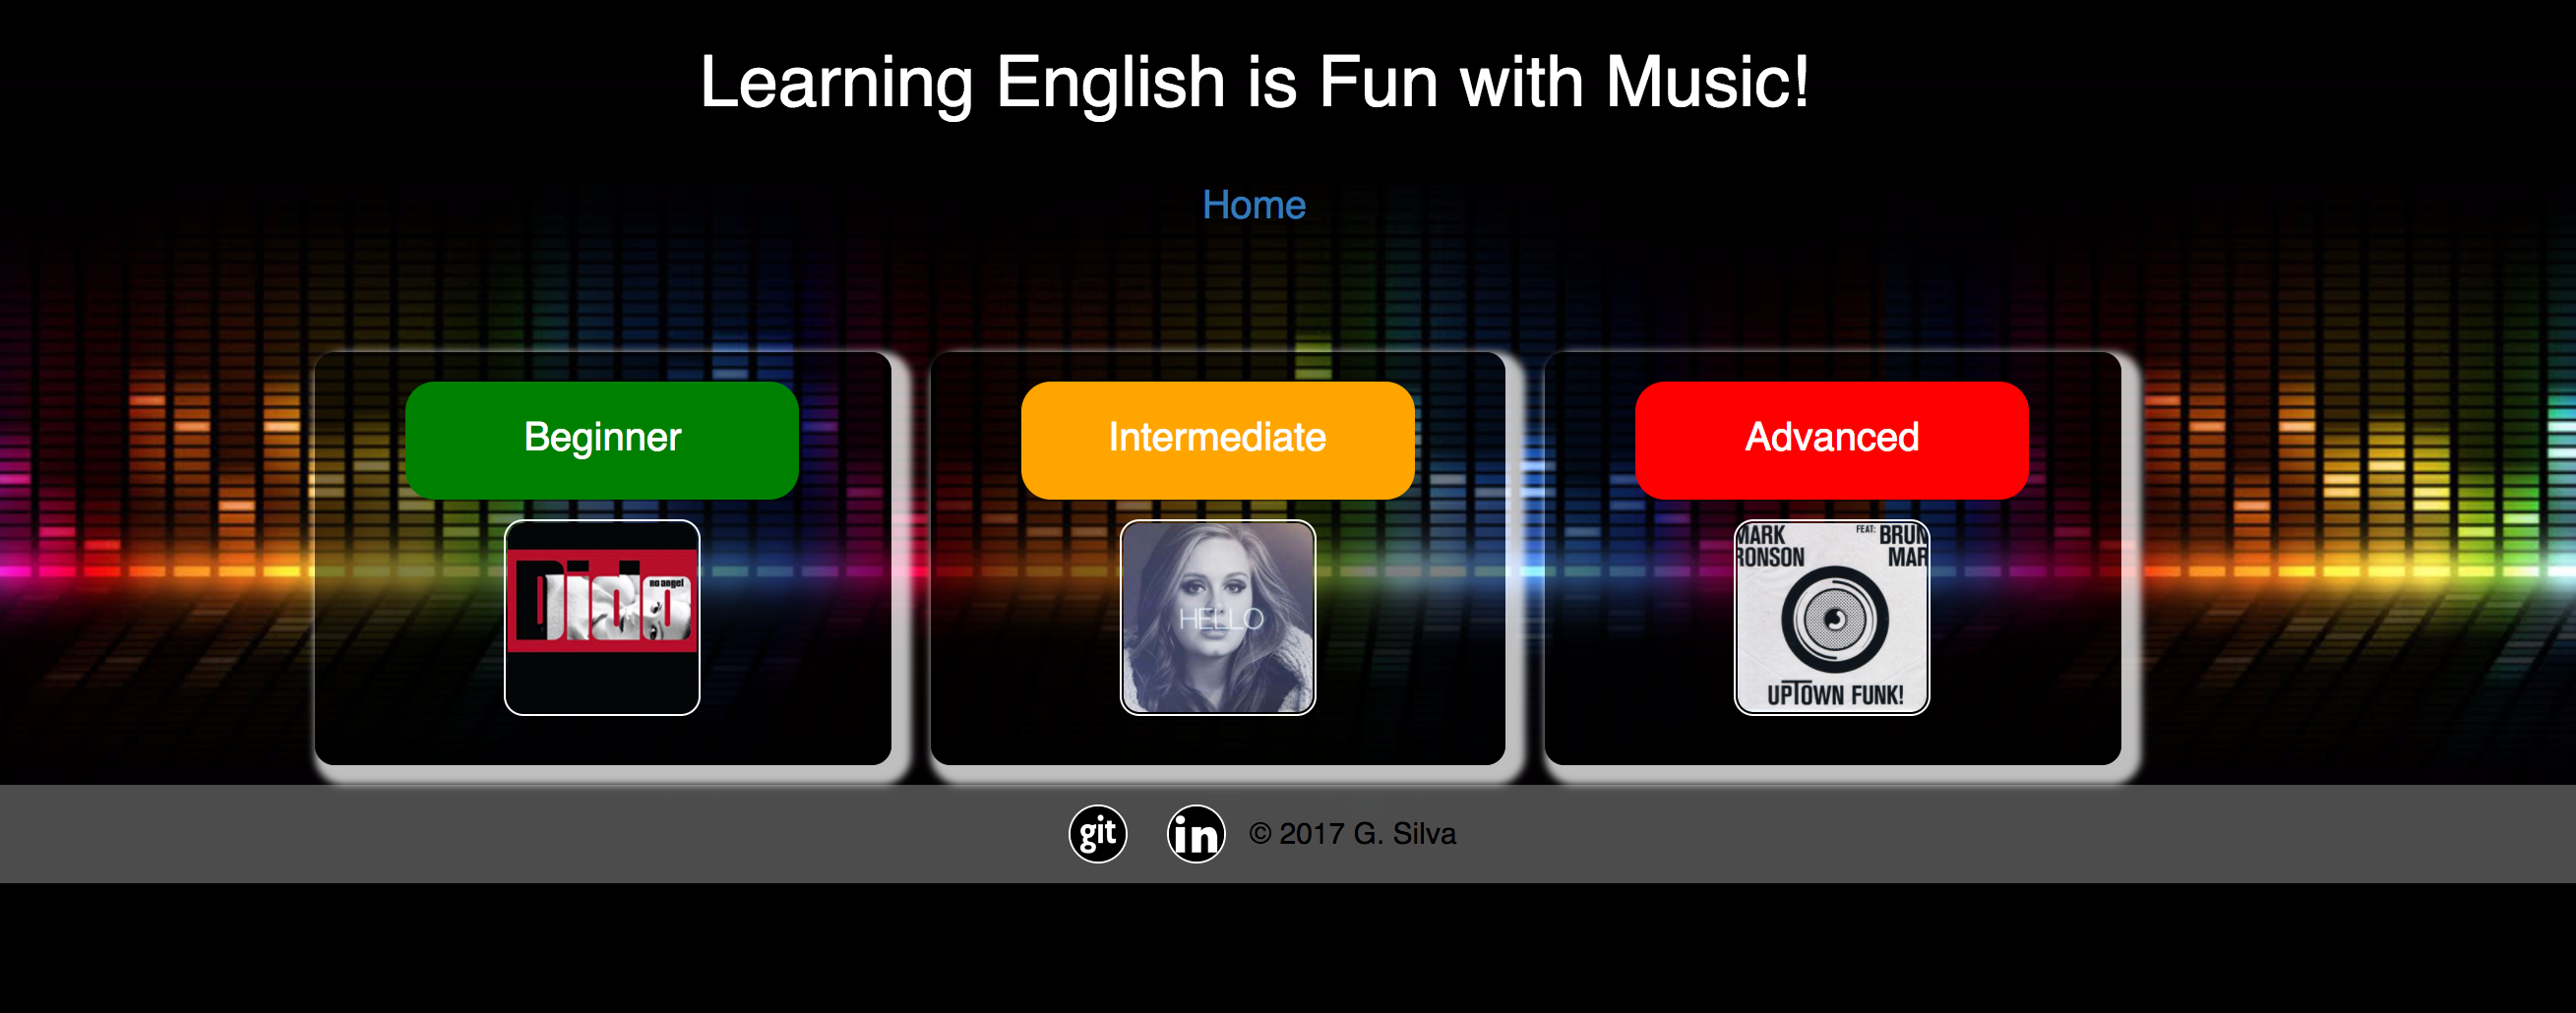 Learning English is Fun with Music!
Home
Beginner
Intermediate
Advanced
Dido
no angel
HELLO
MARK
RONSON
FEAT: BRUN
MAR
UPTOWN FUNK!
git
in
© 2017 G. Silva